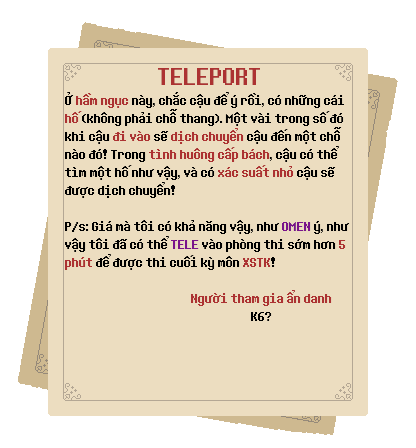 TELEPORT
Ở hầm ngục này, chắc cậu để ý rồi, có những cái
hố (không phải chỗ thang). Một vài trong số đó
khi cậu đi vào sẽ dịch chuyển cậu đến một chỗ
nào đó! Trong tình huống cấp bách, cậu có thể
tìm một hố như vậy, và có xác suất nhỏ cậu sẽ
được dịch chuyển!
P/s: Giá mà tôi có khả năng vậy, như OMEN ý, như
vậy tôi đã có thể TELE vào phòng thi sớm hơn 5
phút để được thi cuối kỳ môn XSTK!
Người tham gia ẩn danh
K6?